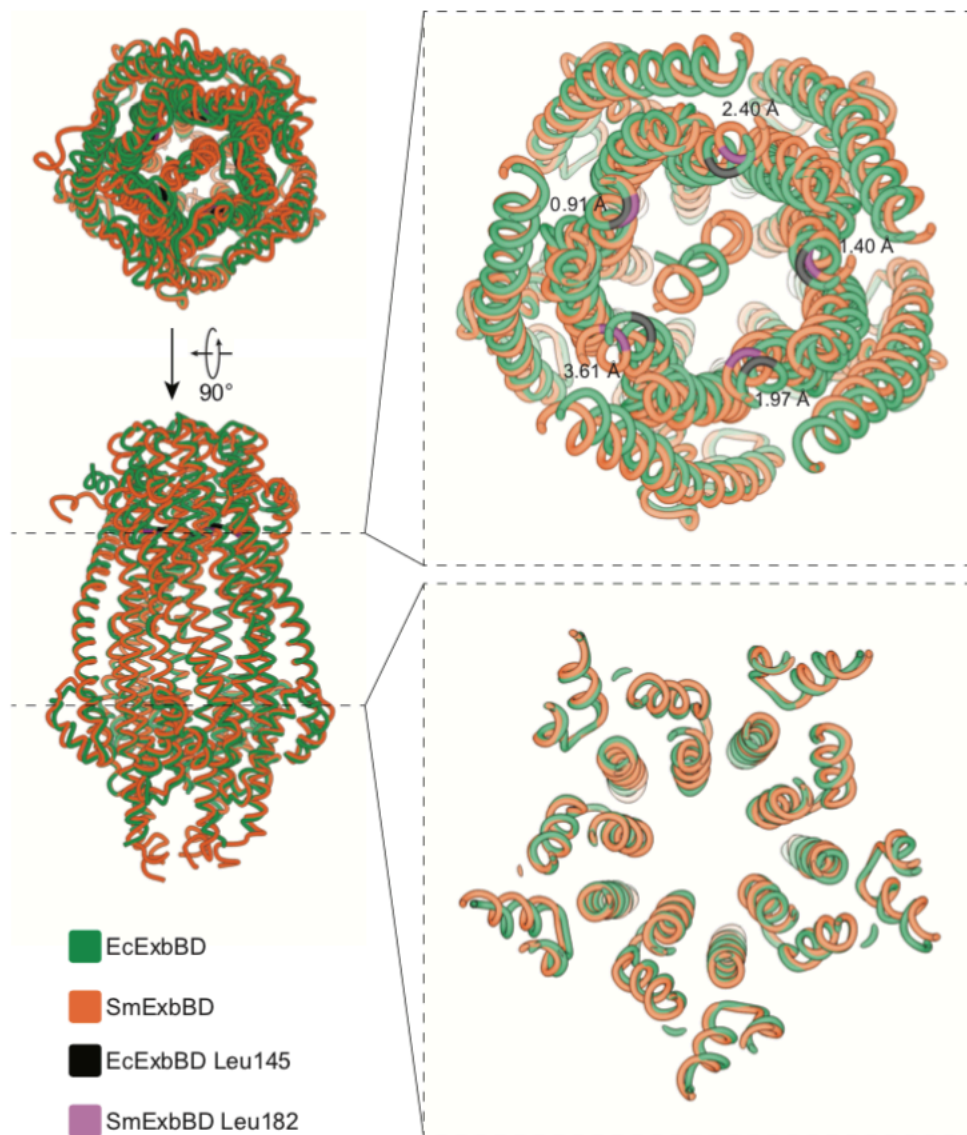 90°
2.40 Å
0.91 Å
1.40 Å
3.61 Å
1.97 Å
EcExbBD
SmExbBD
EcExbBD Leu145
SmExbBD Leu182